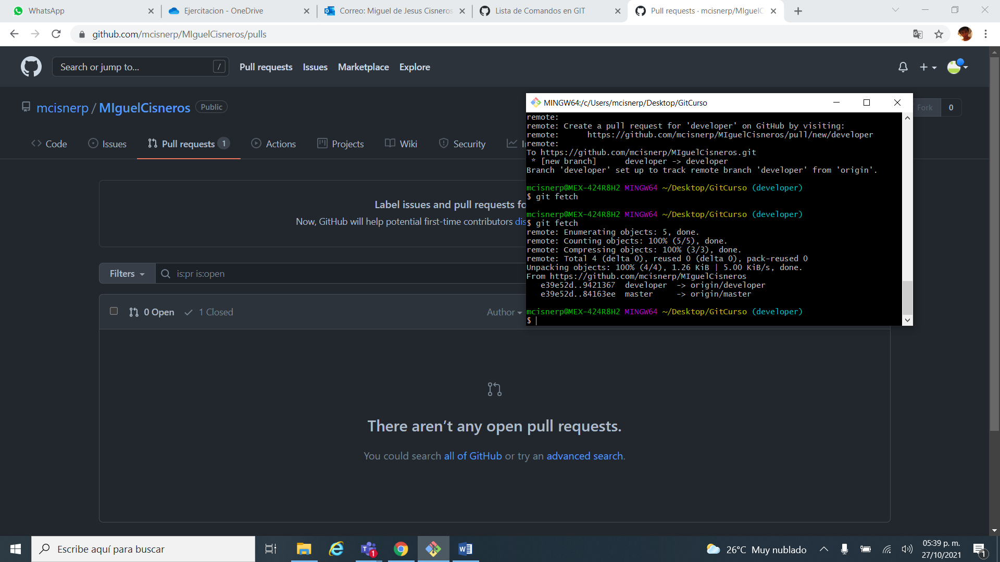 WhatsApp
Ejercitacion - OneDrive
Correo: Miguel de Jesus Cisneros
Lista de Comandos en GIT
Pull requests · mcisnerp/MIguelC
github.com/mcisnerp/MIguelCisneros/pulls
Search or jump to... /
Pull requests Issues Marketplace Explore
mcisnerp / MIguelCisneros Public
Fork 0
Code Issues Pull requests 1 Actions Projects Wiki Security
Label issues and pull requests fo
Now, GitHub will help potential first-time contributors dis
Filters is:pr is:open
0 Open 1 Closed Author
There aren’t any open pull requests.
You could search all of GitHub or try an advanced search.
MINGW64:/c/Users/mcisnerp/Desktop/GitCurso
remote:
remote: Create a pull request for 'developer' on GitHub by visiting:
remote:      https://github.com/mcisnerp/MIguelCisneros/pull/new/developer
remote:
To https://github.com/mcisnerp/MIguelCisneros.git
 * [new branch]      developer -> developer
Branch 'developer' set up to track remote branch 'developer' from 'origin'.
mcisnerp@MEX-424R8H2 MINGW64 ~/Desktop/GitCurso (developer)
$ git fetch
mcisnerp@MEX-424R8H2 MINGW64 ~/Desktop/GitCurso (developer)
$ git fetch
remote: Enumerating objects: 5, done.
remote: Counting objects: 100% (5/5), done.
remote: Compressing objects: 100% (3/3), done.
remote: Total 4 (delta 0), reused 0 (delta 0), pack-reused 0
Unpacking objects: 100% (4/4), 1.26 KiB | 5.00 KiB/s, done.
From https://github.com/mcisnerp/MIguelCisneros
   e39e52d..9421367  developer  -> origin/developer
   e39e52d..84163ee  master     -> origin/master
mcisnerp@MEX-424R8H2 MINGW64 ~/Desktop/GitCurso (developer)
$
Escribe aquí para buscar
26°C Muy nublado
05:39 p. m.
27/10/2021
1